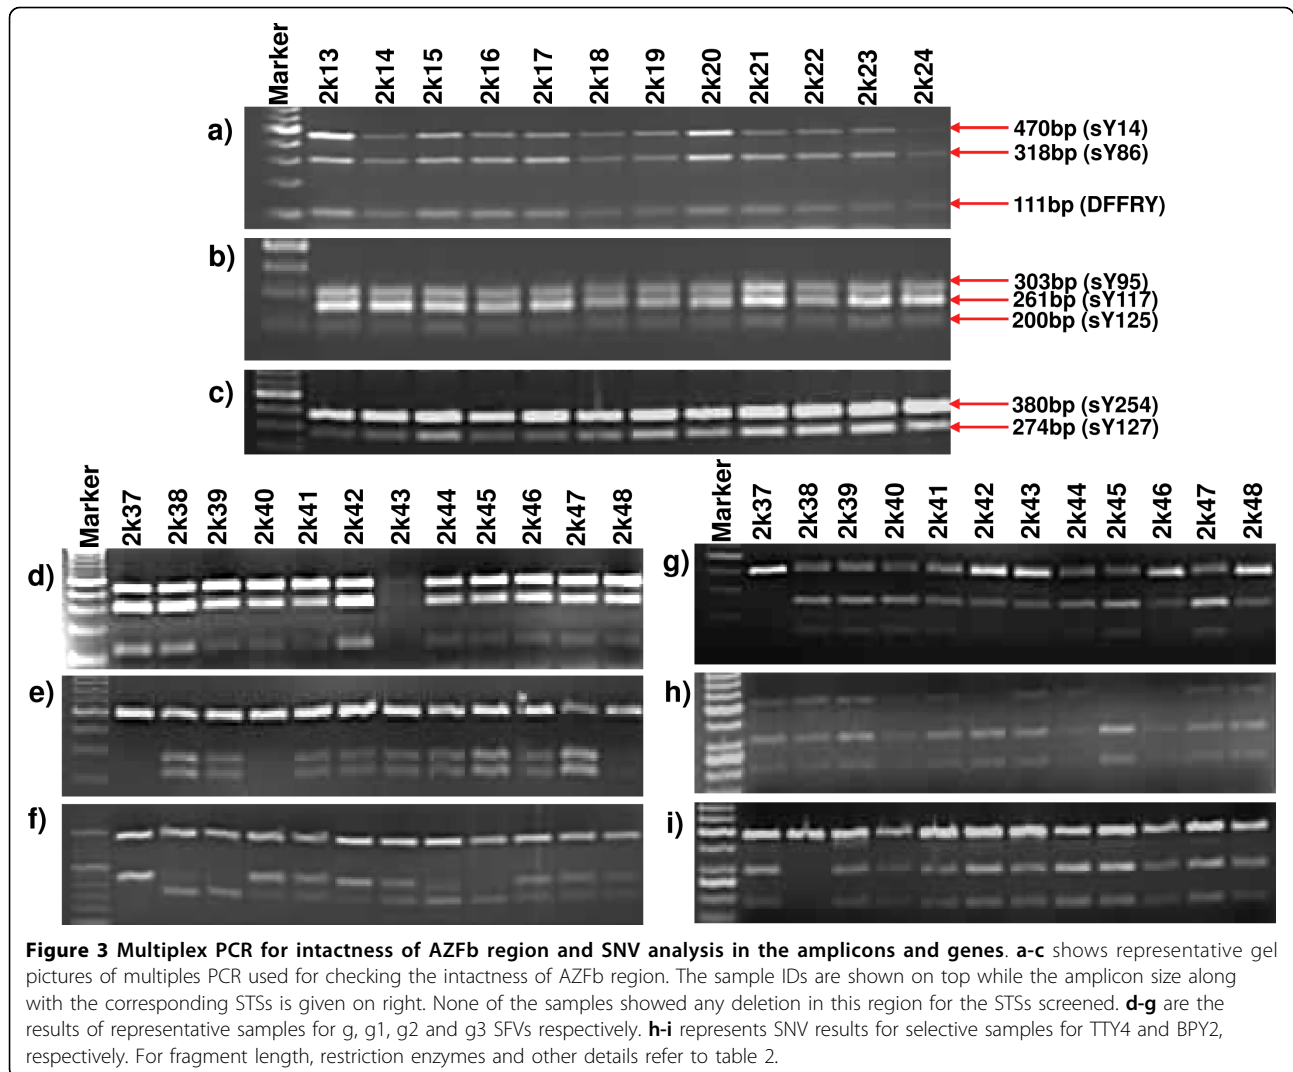 Marker 2k13 2k14 2k15 2k16 2k17 2k18 2k19 2k20 2k21 2k22 2k23 2k24
a)
470bp (sY14)
318bp (sY86)
111bp (DFFRY)
b)
303bp (sY95)
261bp (sY117)
200bp (sY125)
c)
380bp (sY254)
274bp (sY127)
Marker 2k37 2k38 2k39 2k40 2k41 2k42 2k43 2k44 2k45 2k46 2k47 2k48
d)
e)
f)
Marker 2k37 2k38 2k39 2k40 2k41 2k42 2k43 2k44 2k45 2k46 2k47 2k48
g)
h)
i)
Figure 3 Multiplex PCR for intactness of AZFb region and SNV analysis in the amplicons and genes. a-c shows representative gel
pictures of multiples PCR used for checking the intactness of AZFb region. The sample IDs are shown on top while the amplicon size along
with the corresponding STSs is given on right. None of the samples showed any deletion in this region for the STSs screened. d-g are the
results of representative samples for g, g1, g2 and g3 SFVs respectively. h-i represents SNV results for selective samples for TTY4 and BPY2,
respectively. For fragment length, restriction enzymes and other details refer to table 2.